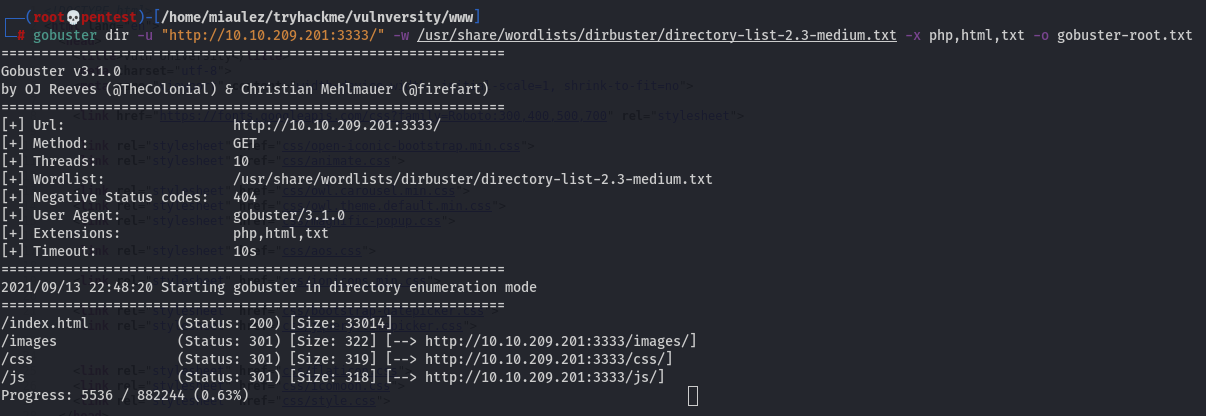 ┌──(root💀pentest)-[/home/miaulez/tryhackme/vulnversity/www]
└─# gobuster dir -u "http://10.10.209.201:3333/" -w /usr/share/wordlists/dirbuster/directory-list-2.3-medium.txt -x php,html,txt -o gobuster-root.txt
===============================================================
Gobuster v3.1.0
by OJ Reeves (@TheColonial) & Christian Mehlmauer (@firefart)
===============================================================
[+] Url:                     http://10.10.209.201:3333/
[+] Method:                  GET
[+] Threads:                 10
[+] Wordlist:                /usr/share/wordlists/dirbuster/directory-list-2.3-medium.txt
[+] Negative Status codes:   404
[+] User Agent:              gobuster/3.1.0
[+] Extensions:              php,html,txt
[+] Timeout:                 10s
===============================================================
2021/09/13 22:48:20 Starting gobuster in directory enumeration mode
===============================================================
/index.html           (Status: 200) [Size: 33014]
/images               (Status: 301) [Size: 322] [--> http://10.10.209.201:3333/images/]
/css                  (Status: 301) [Size: 319] [--> http://10.10.209.201:3333/css/]
/js                   (Status: 301) [Size: 318] [--> http://10.10.209.201:3333/js/]
Progress: 5536 / 882244 (0.63%)